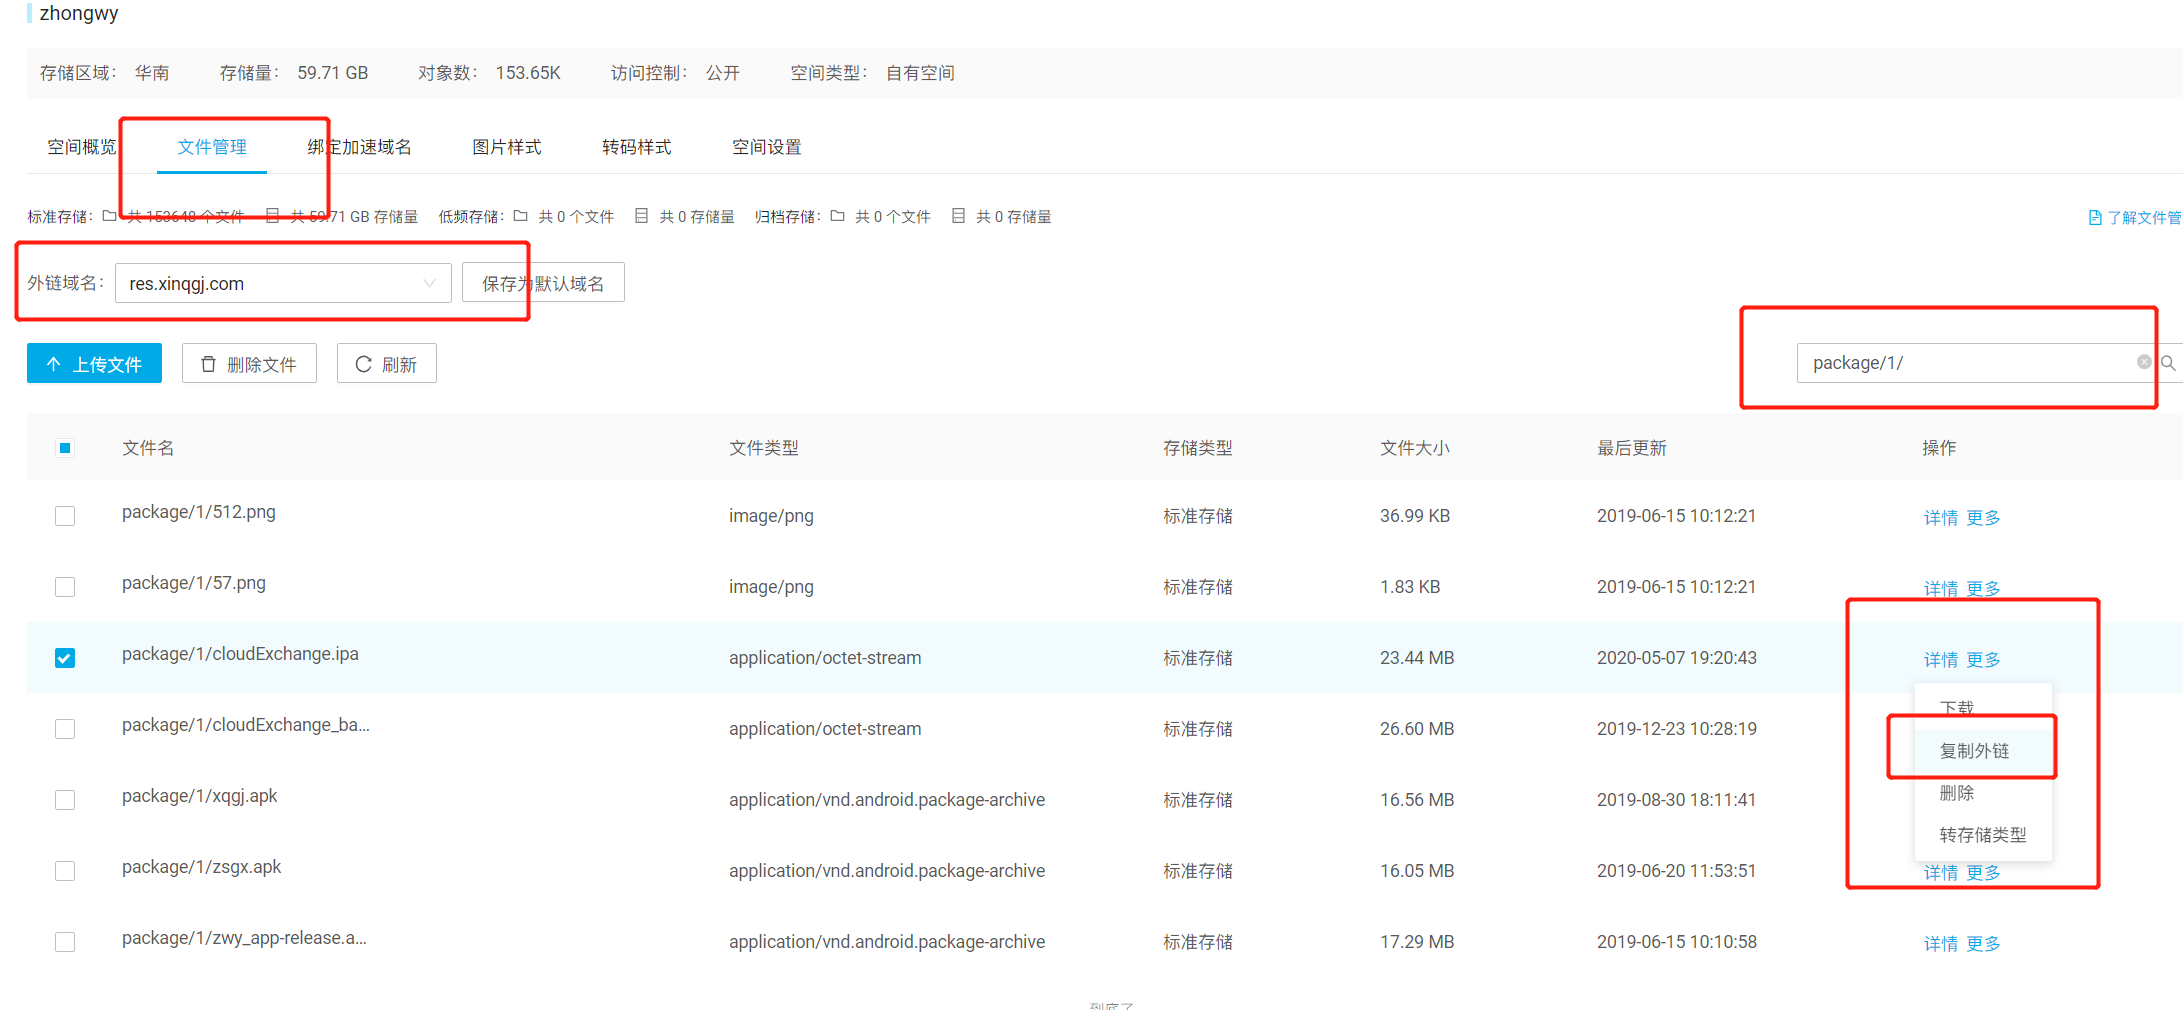 zhongwy
存储区域： 华南 存储量： 59.71 GB 对象数： 153.65K 访问控制： 公开 空间类型： 自有空间
空间概览 文件管理 绑定加速域名 图片样式 转码样式 空间设置
标准存储： 共 153648 个文件 共 59.71 GB 存储量 低频存储： 共 0 个文件 共 0 存储量 归档存储： 共 0 个文件 共 0 存储量 了解文件管
外链域名： res.xinqgj.com 保存为默认域名
上传文件 删除文件 刷新 package/1/
文件名 文件类型 存储类型 文件大小 最后更新 操作
package/1/512.png image/png 标准存储 36.99 KB 2019-06-15 10:12:21 详情 更多
package/1/57.png image/png 标准存储 1.83 KB 2019-06-15 10:12:21 详情 更多
package/1/cloudExchange.ipa application/octet-stream 标准存储 23.44 MB 2020-05-07 19:20:43 详情 更多
下载
package/1/cloudExchange_ba... application/octet-stream 标准存储 26.60 MB 2019-12-23 10:28:19
复制外链
删除
package/1/xqgj.apk application/vnd.android.package-archive 标准存储 16.56 MB 2019-08-30 18:11:41
转存储类型
package/1/zsgx.apk application/vnd.android.package-archive 标准存储 16.05 MB 2019-06-20 11:53:51 详情 更多
package/1/zwy_app-release.a... application/vnd.android.package-archive 标准存储 17.29 MB 2019-06-15 10:10:58 详情 更多
到底了